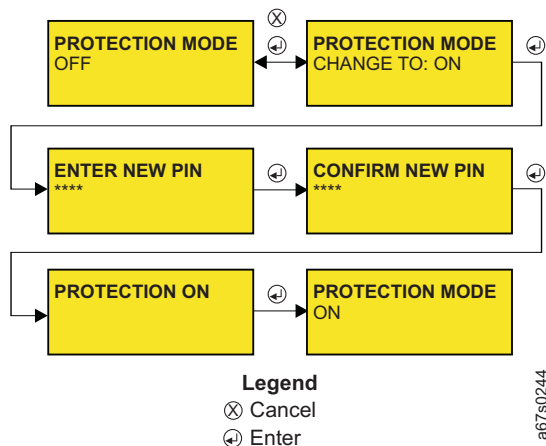 PROTECTION MODE
OFF
PROTECTION MODE
CHANGE TO: ON
ENTER NEW PIN
****
CONFIRM NEW PIN
****
PROTECTION ON
PROTECTION MODE
ON
Legend
Cancel
Enter
a67s0244